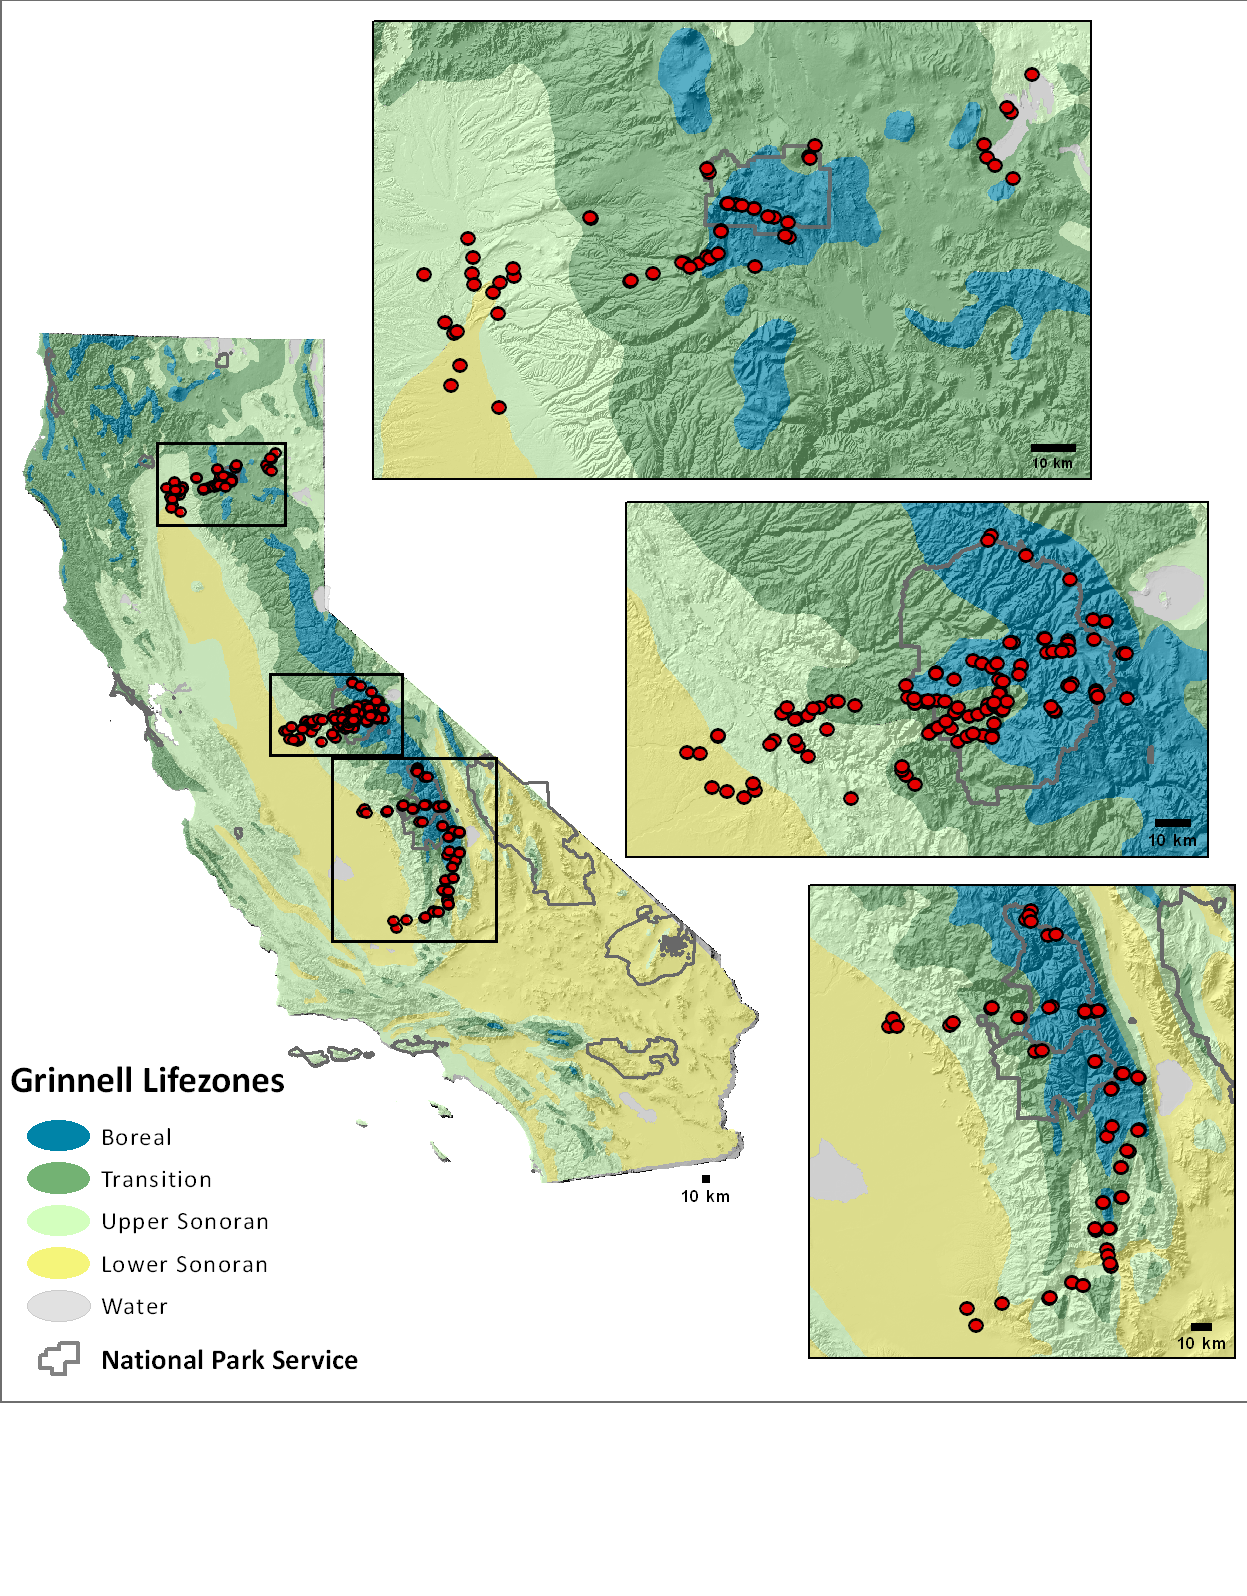 10 km
10 km
10 km
Grinnell Lifezones
Boreal
Transition
Upper Sonoran
Lower Sonoran
Water
National Park Service
10 km